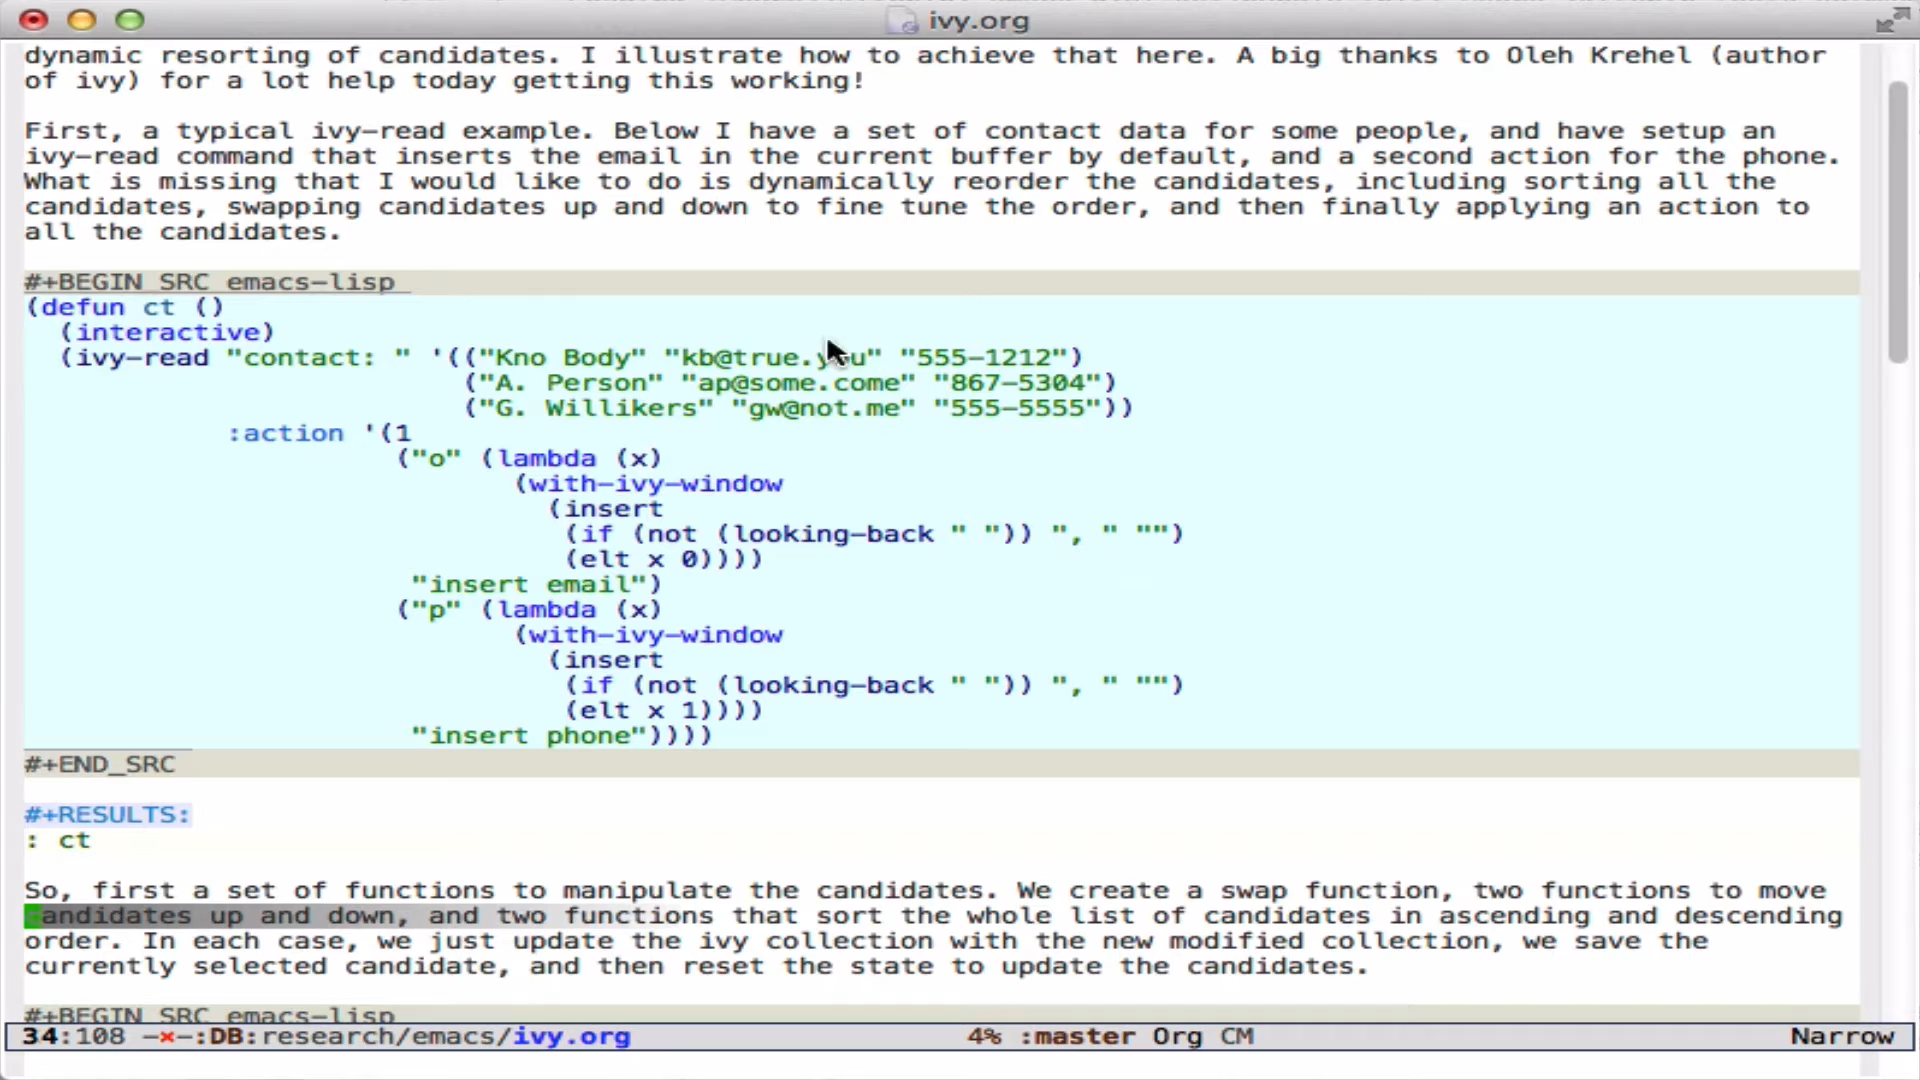 ivy.org
dynamic resorting of candidates. I illustrate how to achieve that here. A big thanks to Oleh Krehel (author
of ivy) for a lot help today getting this working!
First, a typical ivy-read example. Below I have a set of contact data for some people, and have setup an
ivy-read command that inserts the email in the current buffer by default, and a second action for the phone.
What is missing that I would like to do is dynamically reorder the candidates, including sorting all the
candidates, swapping candidates up and down to fine tune the order, and then finally applying an action to
all the candidates.
#+BEGIN_SRC emacs-lisp
(defun ct ()
  (interactive)
  (ivy-read "contact: " '(("Kno Body" "kb@true.you" "555-1212")
                          ("A. Person" "ap@some.come" "867-5304")
                          ("G. Willikers" "gw@not.me" "555-5555"))
            :action '(1
                      ("o" (lambda (x)
                             (with-ivy-window
                               (insert
                                (if (not (looking-back " ")) ", " "")
                                (elt x 0))))
                       "insert email")
                      ("p" (lambda (x)
                             (with-ivy-window
                               (insert
                                (if (not (looking-back " ")) ", " "")
                                (elt x 1))))
                       "insert phone"))))
#+END_SRC
#+RESULTS:
: ct
So, first a set of functions to manipulate the candidates. We create a swap function, two functions to move
candidates up and down, and two functions that sort the whole list of candidates in ascending and descending
order. In each case, we just update the ivy collection with the new modified collection, we save the
currently selected candidate, and then reset the state to update the candidates.
#+BEGIN_SRC emacs-lisp
34:108 -×-:DB:research/emacs/ivy.org 4% :master Org CM Narrow